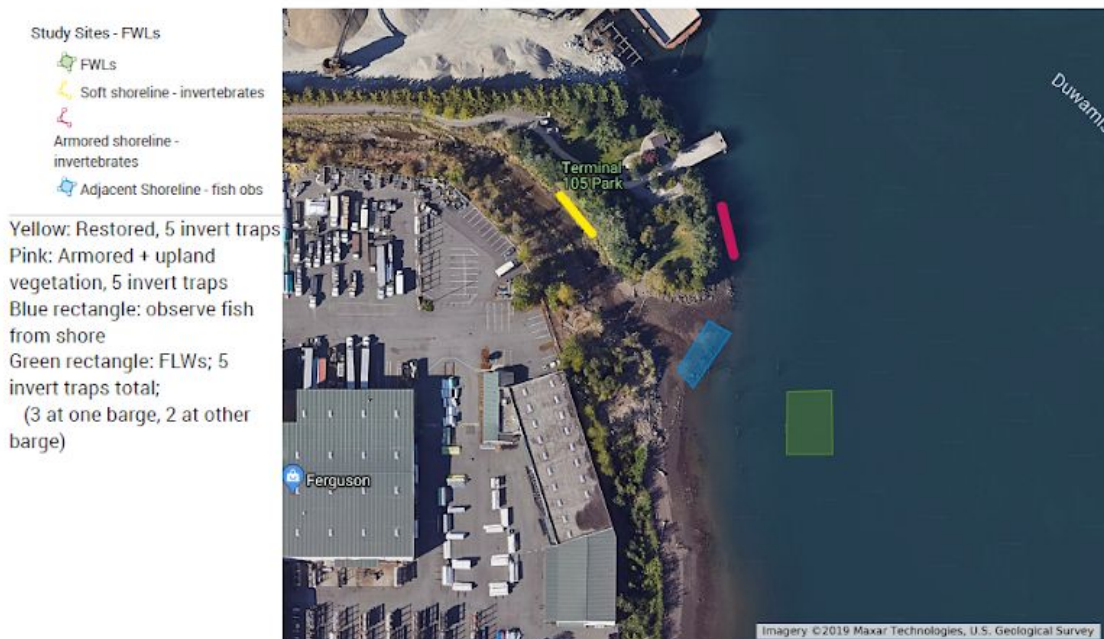 Study Sites - FWLs
FWLs
Soft shoreline - invertebrates
Armored shoreline -
invertebrates
Adjacent Shoreline - fish obs
Yellow: Restored, 5 invert traps
Pink: Armored + upland
vegetation, 5 invert traps
Blue rectangle: observe fish
from shore
Green rectangle: FLWs; 5
invert traps total;
(3 at one barge, 2 at other
barge)
Terminal
105 Park
Duwamis
Ferguson
Imagery ©2019 Maxar Technologies, U.S. Geological Survey